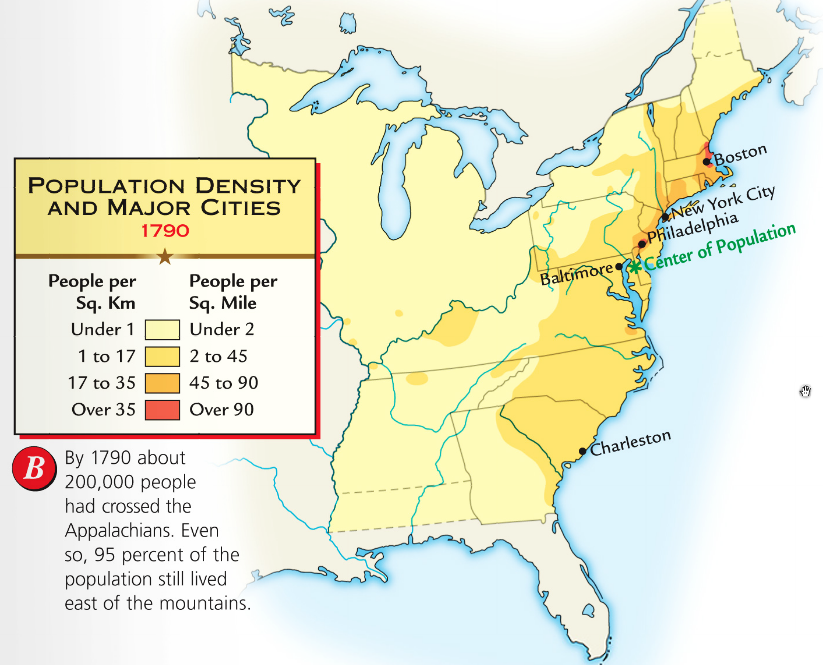 POPULATION DENSITY
AND MAJOR CITIES
1790
People per People per
Sq. Km Sq. Mile
Under 1 Under 2
1 to 17 2 to 45
17 to 35 45 to 90
Over 35 Over 90
B
By 1790 about
200,000 people
had crossed the
Appalachians. Even
so, 95 percent of the
population still lived
east of the mountains.
Boston
New York City
Philadelphia
Center of Population
Baltimore
Charleston